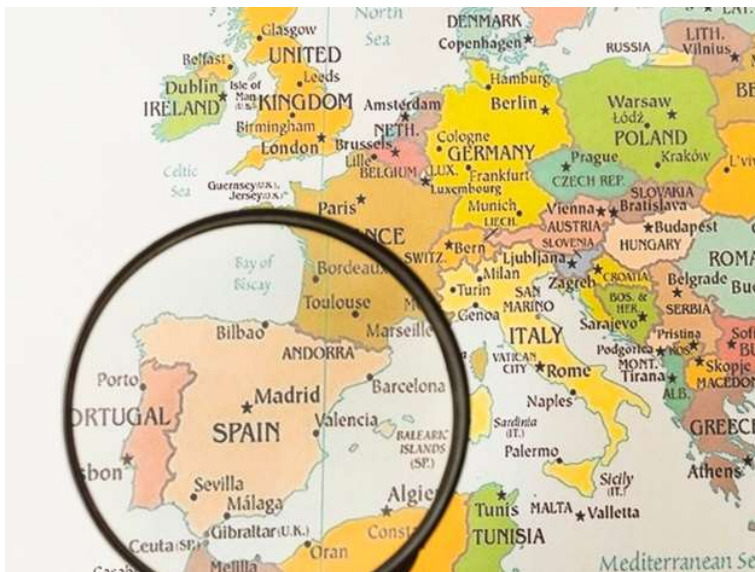 North
Sea
Glasgow
DENMARK
Copenhagen
LITH.
Vilnius
RUSSIA
Belfast
UNITED
KINGDOM
Leeds
Isle of
Man (U.K.)
Dublin
IRELAND
Birmingham
London
Hamburg
Berlin
Amsterdam
NETH.
Warsaw
Łódź
POLAND
Kraków
Brussels
Lille
BELGIUM
Cologne
GERMANY
Frankfurt
LUX.
Luxembourg
Prague
CZECH REP.
L'viv
Celtic
Sea
Guernsey (U.K.)
Jersey (U.K.)
Paris
Munich
LIECH.
Vienna
AUSTRIA
SLOVAKIA
Bratislava
Budapest
HUNGARY
SWITZ.
Bern
SLOVENIA
Ljubljana
Zagreb
CROATIA
ROMA
Bay of
Biscay
ANCE
Bordeaux
Toulouse
Marseille
Milan
Turin
Genoa
SAN
MARINO
ITALY
BOS. &
HER.
Sarajevo
Belgrade
SERBIA
Bilbao
ANDORRA
VATICAN
CITY
Rome
Pristina
KOS.
Podgorica
MONT.
Sof
Skopje
MACEDON
Tirana
ALB.
Porto
ORTUGAL
sbon
Madrid
SPAIN
Barcelona
Valencia
BALEARIC
ISLANDS
(SP.)
Naples
Sardinia
(IT.)
GREECE
Athens
Palermo
Sicily
(IT.)
Sevilla
Málaga
Gibraltar (U.K.)
Ceuta (SP.)
Melilla
Oran
Algie
Const
Tunis
TUNISIA
MALTA
Valletta
Mediterranean Se